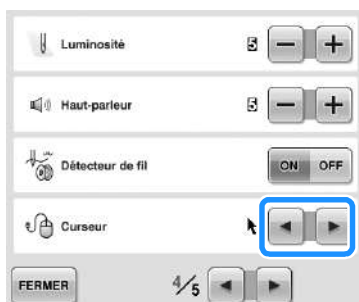 Luminosité 5 − +
Haut-parleur 5 − +
Détecteur de fil ON OFF
Curseur
FERMER 4/5